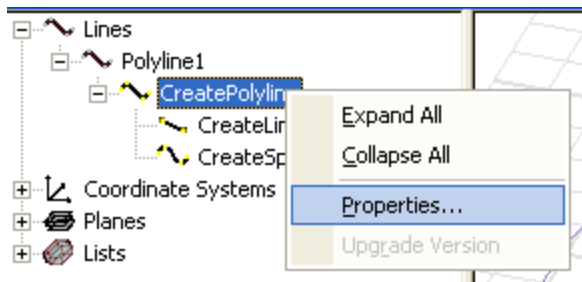 Lines
Polyline1
CreatePolylin
CreateLin
CreateSp
Coordinate Systems
Planes
Lists
Expand All
Collapse All
Properties...
Upgrade Version